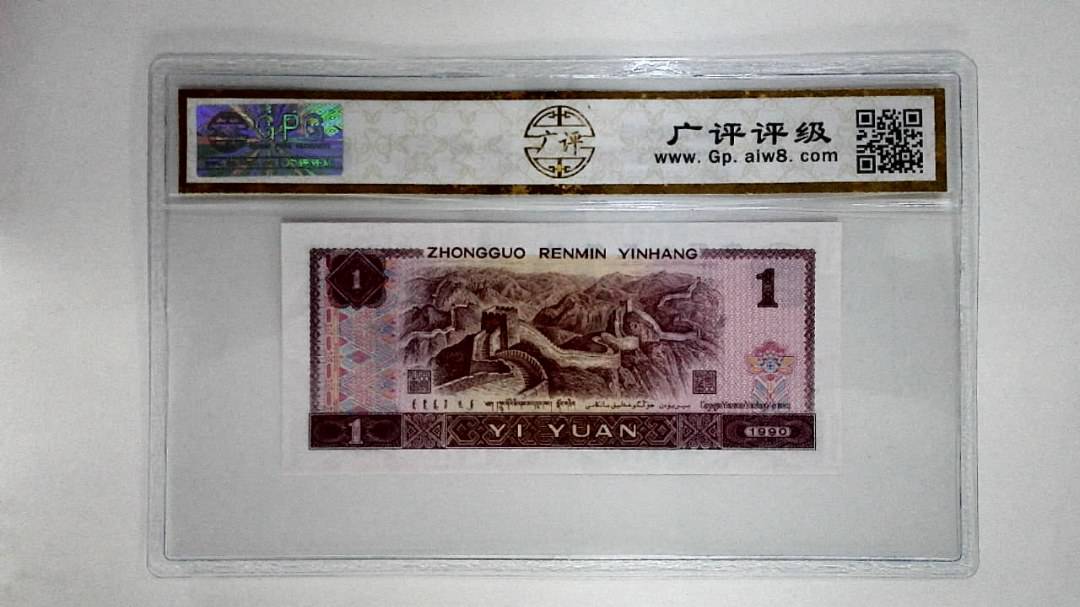 GPG
广评
广评评级
www. Gp. aiw8. com
ZHONGGUO RENMIN YINHANG
1
1
1 YI YUAN 1990